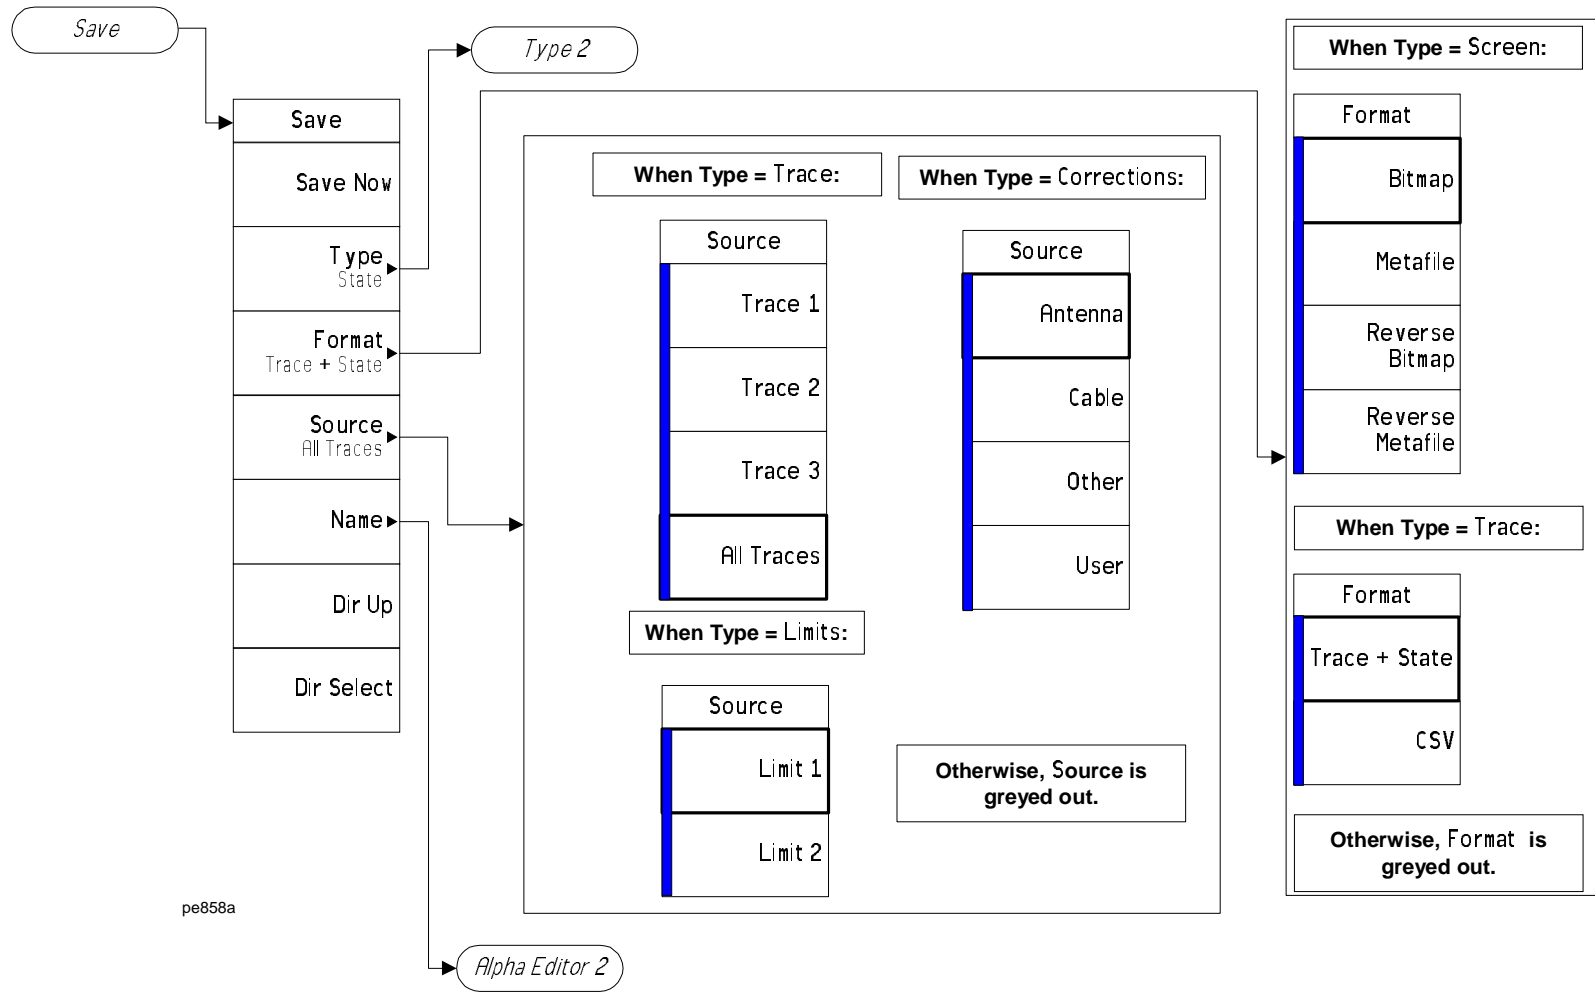 Save
Type 2
Save
Save Now
Type
State
Format
Trace + State
Source
All Traces
Name
Dir Up
Dir Select
When Type = Trace:
Source
Trace 1
Trace 2
Trace 3
All Traces
When Type = Corrections:
Source
Antenna
Cable
Other
User
When Type = Limits:
Source
Limit 1
Limit 2
Otherwise, Source is
greyed out.
When Type = Screen:
Format
Bitmap
Metafile
Reverse
Bitmap
Reverse
Metafile
When Type = Trace:
Format
Trace + State
CSV
Otherwise, Format is
greyed out.
pe858a
Alpha Editor 2